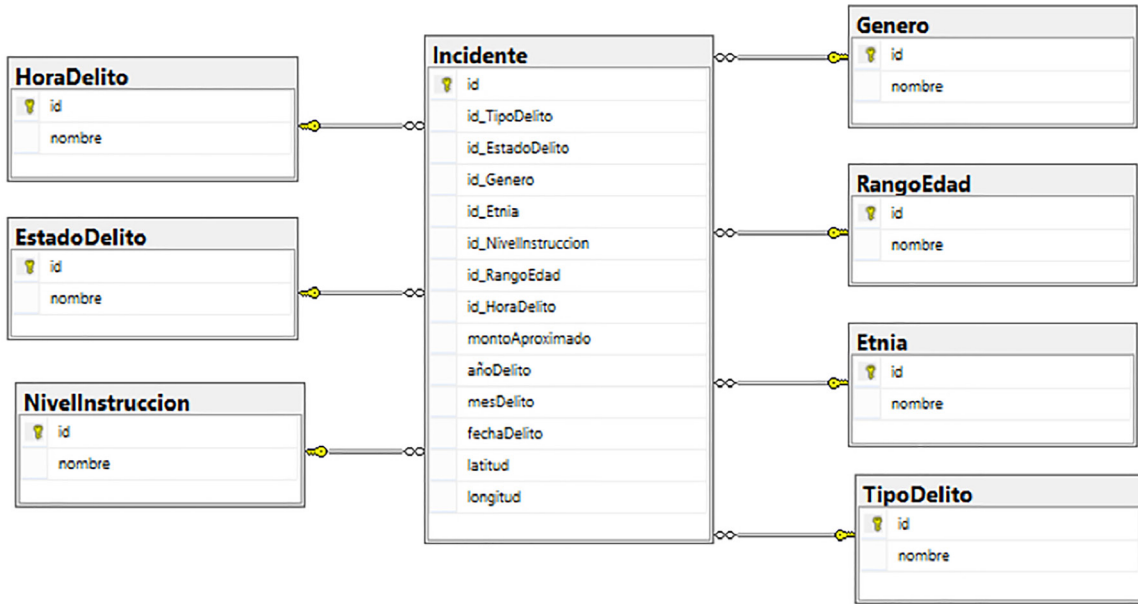 HoraDelito
id
nombre
EstadoDelito
id
nombre
NivelInstruccion
id
nombre
Incidente
id
id_TipoDelito
id_EstadoDelito
id_Genero
id_Etnia
id_NivelInstruccion
id_RangoEdad
id_HoraDelito
montoAproximado
añoDelito
mesDelito
fechaDelito
latitud
longitud
Genero
id
nombre
RangoEdad
id
nombre
Etnia
id
nombre
TipoDelito
id
nombre